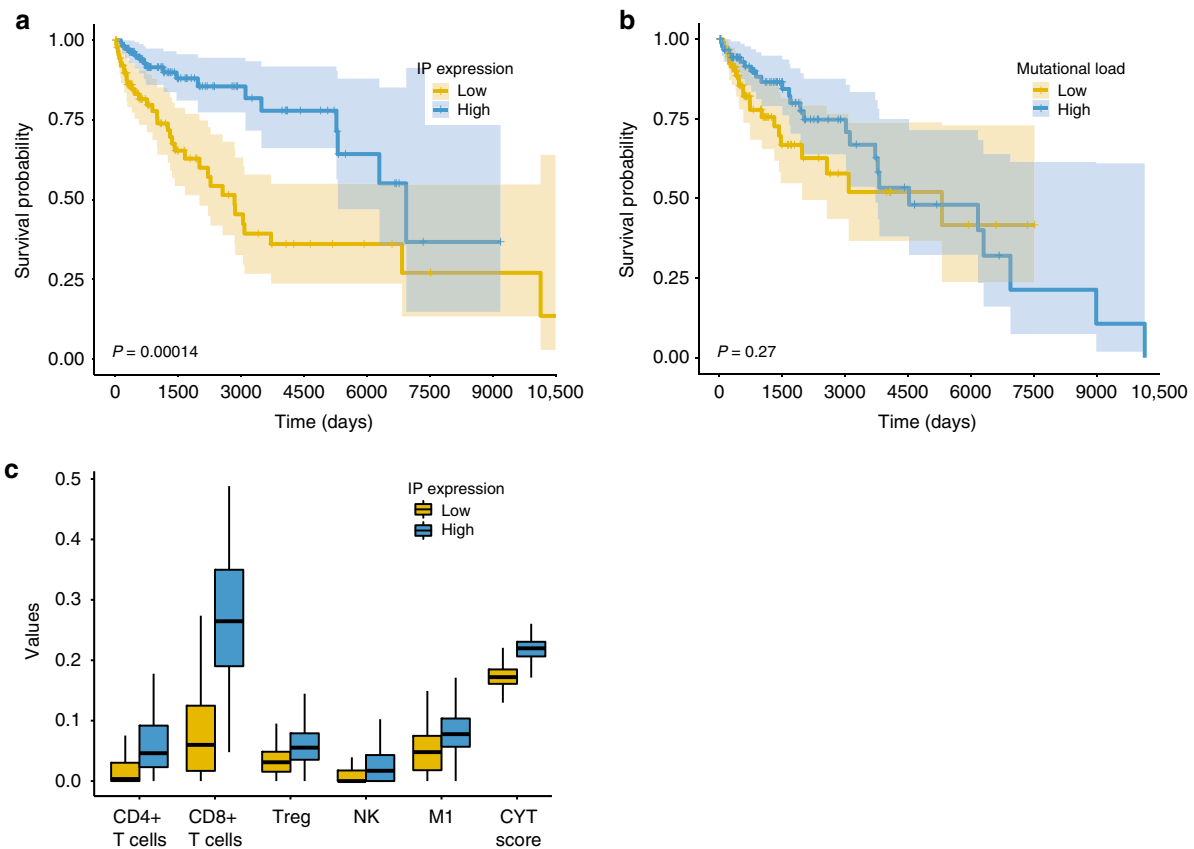 a
1.00
0.75
0.50
0.25
0.00
Survival probability
IP expression
Low
High
P = 0.00014
0 1500 3000 4500 6000 7500 9000 10,500
Time (days)
b
1.00
0.75
0.50
0.25
0.00
Survival probability
Mutational load
Low
High
P = 0.27
0 1500 3000 4500 6000 7500 9000 10,500
Time (days)
c
0.5
0.4
0.3
0.2
0.1
0.0
Values
IP expression
Low
High
CD4+ CD8+ Treg NK M1 CYT
T cells T cells score